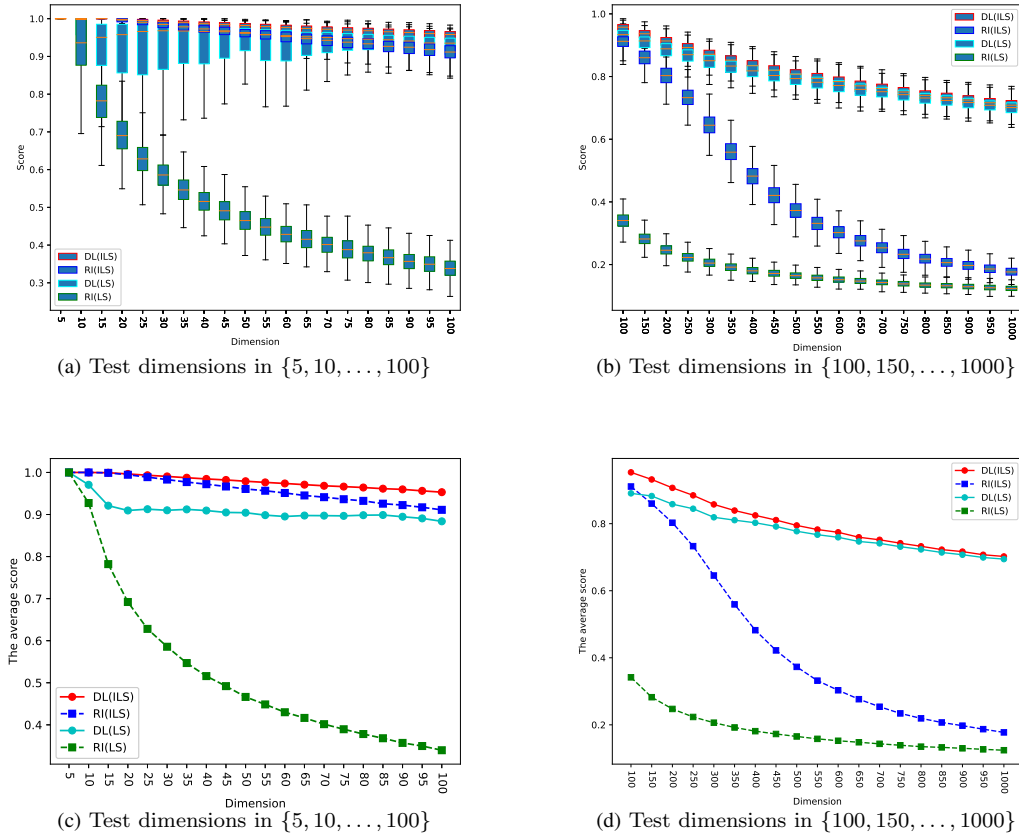 1.0
0.9
0.8
0.7
0.6
0.5
0.4
0.3
Score
DL(ILS)
RI(ILS)
DL(LS)
RI(LS)
5 10 15 20 25 30 35 40 45 50 55 60 65 70 75 80 85 90 95 100
Dimension
(a) Test dimensions in {5, 10, . . . , 100}
1.0
0.8
0.6
0.4
0.2
Score
DL(ILS)
RI(ILS)
DL(LS)
RI(LS)
100 150 200 250 300 350 400 450 500 550 600 650 700 750 800 850 900 950 1000
Dimension
(b) Test dimensions in {100, 150, . . . , 1000}
1.0
0.9
0.8
0.7
0.6
0.5
0.4
The average score
DL(ILS)
RI(ILS)
DL(LS)
RI(LS)
5 10 15 20 25 30 35 40 45 50 55 60 65 70 75 80 85 90 95 100
Dimension
(c) Test dimensions in {5, 10, . . . , 100}
0.8
0.6
0.4
0.2
The average score
DL(ILS)
RI(ILS)
DL(LS)
RI(LS)
100 150 200 250 300 350 400 450 500 550 600 650 700 750 800 850 900 950 1000
Dimension
(d) Test dimensions in {100, 150, . . . , 1000}